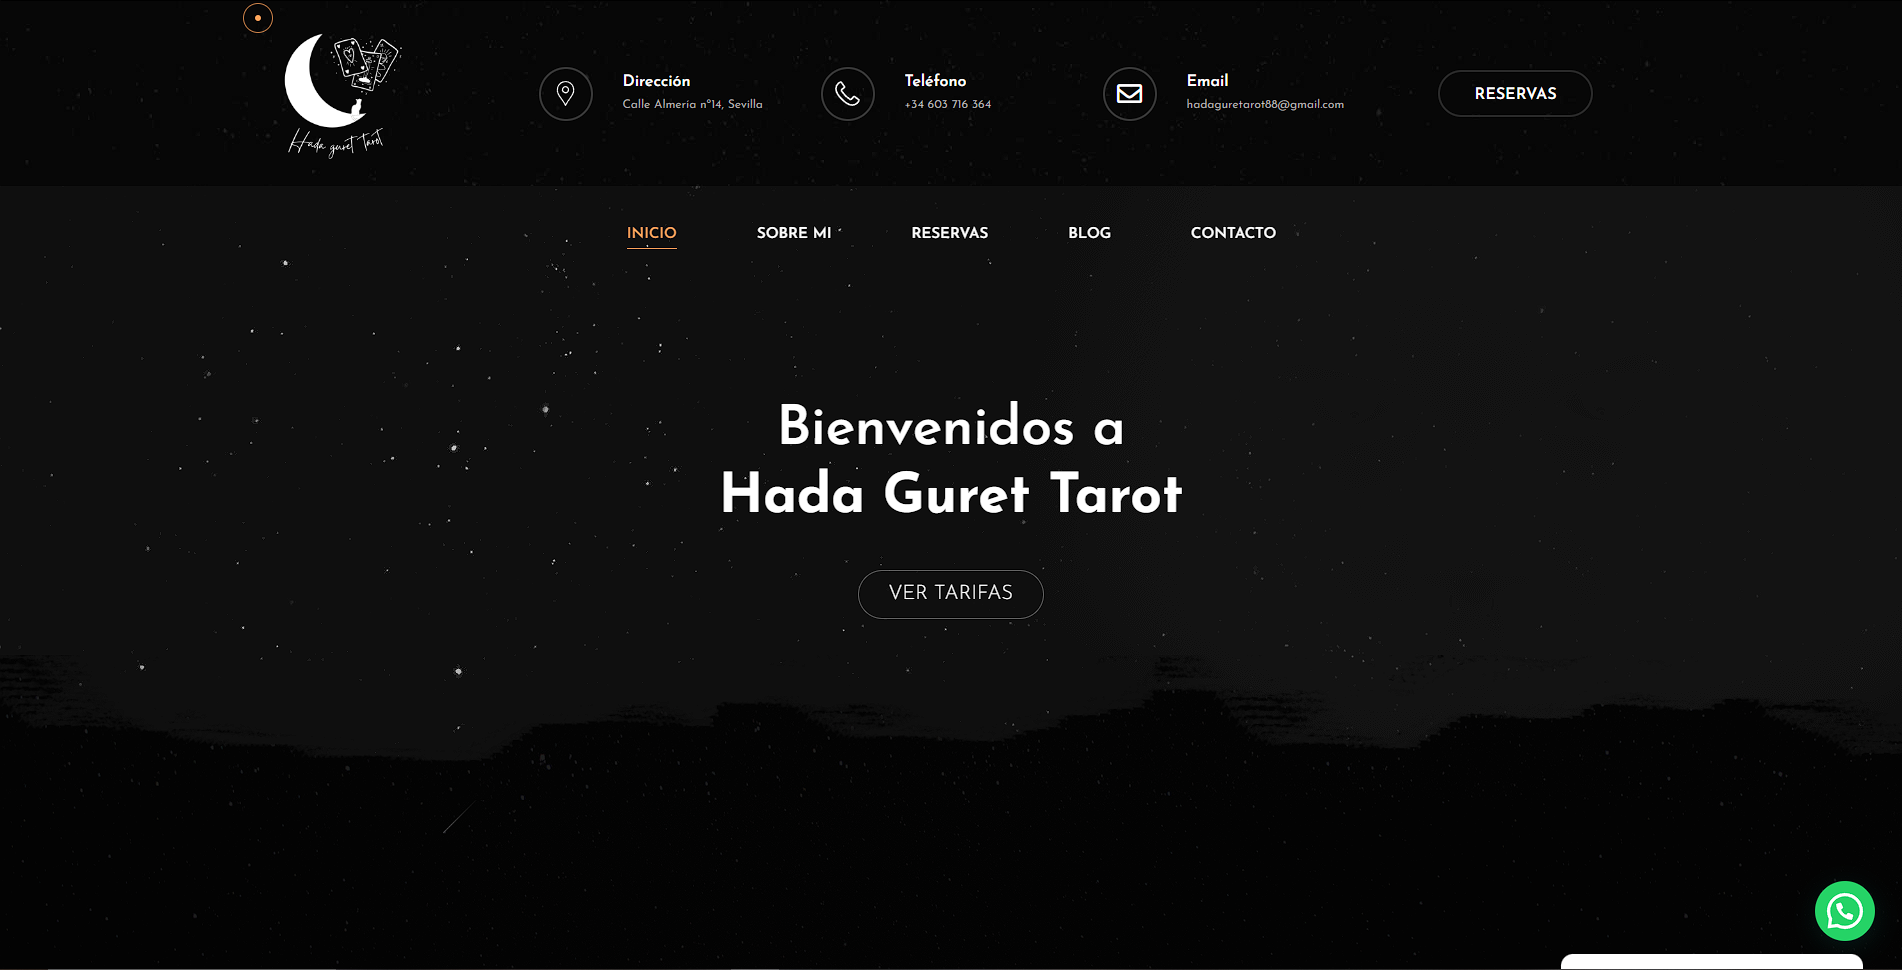 Hada guret Tarot
Dirección
Calle Almería nº14, Sevilla
Teléfono
+34 603 716 364
Email
hadaguretarot88@gmail.com
RESERVAS
INICIO
SOBRE MI
RESERVAS
BLOG
CONTACTO
Bienvenidos a
Hada Guret Tarot
VER TARIFAS